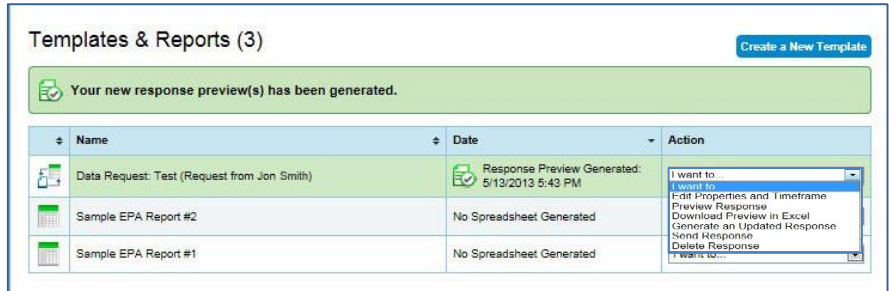 Templates & Reports (3)
Create a New Template
Your new response preview(s) has been generated.
Name
Date
Action
Data Request: Test (Request from Jon Smith)
Response Preview Generated:
5/13/2013 5:43 PM
I want to...
I want to...
Edit Properties and Timeframe
Preview Response
Download Preview in Excel
Generate an Updated Response
Send Response
Delete Response
Sample EPA Report #2
No Spreadsheet Generated
Sample EPA Report #1
No Spreadsheet Generated
I want to...